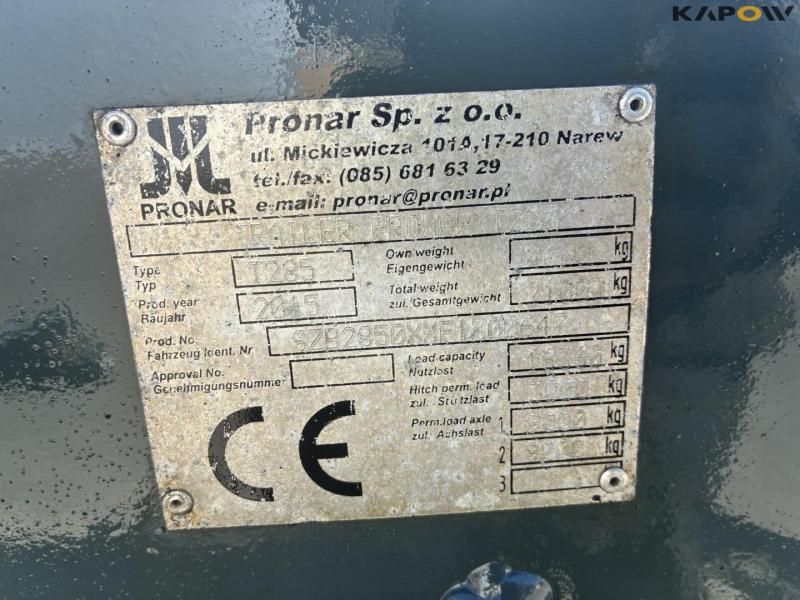 KAPOW
Pronar Sp. z o.o.
ul. Mickiewicza 101A, 17-210 Narew
tel./fax: (085) 681 63 29
e-mail: pronar@pronar.pl
PRONAR
TRAILER PRONAR
Type
Typ
T285
Own weight
Eigengewicht
kg
Prod. year
Baujahr
2015
Total weight
zul. Gesamtgewicht
kg
Prod. No.
Fahrzeug Ident. Nr
Approval No.
Genehmigungsnummer
Load capacity
Nutzlast
kg
Hitch perm. load
zul. Stützlast
kg
Perm.load axle
zul. Achslast
1
kg
2
kg
3
CE